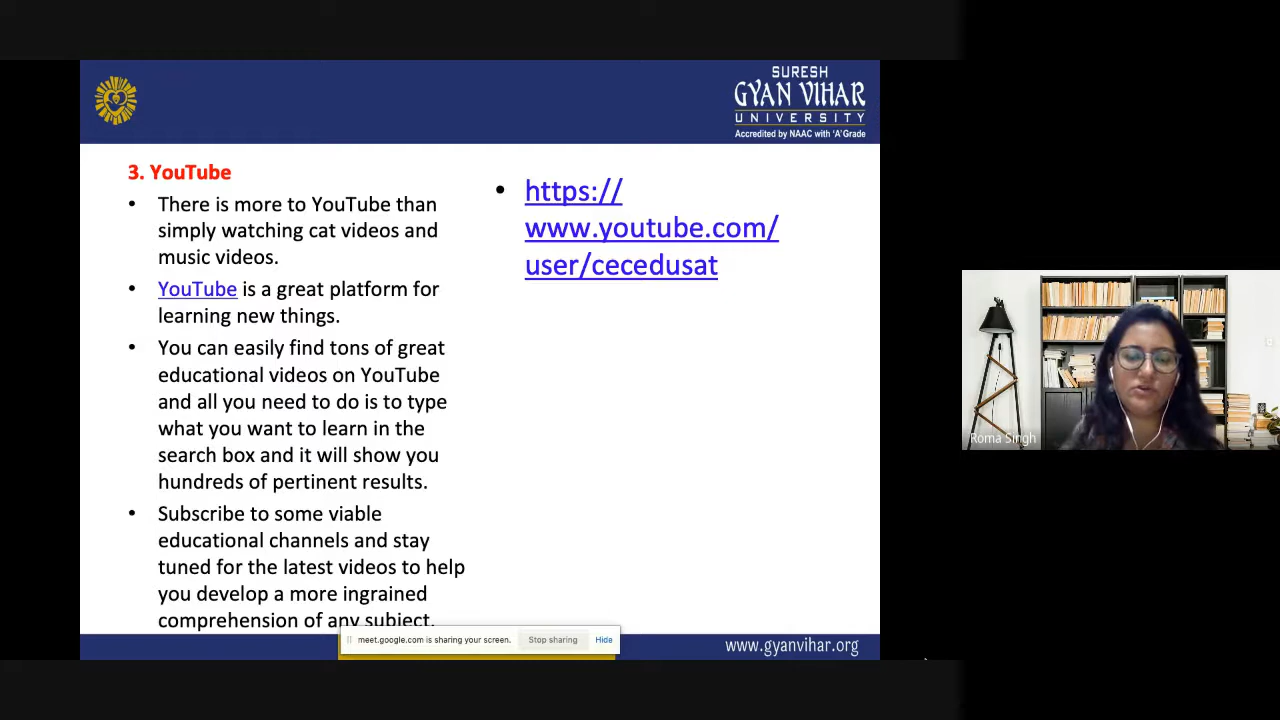 SURESH
GYAN VIHAR
UNIVERSITY
Accredited by NAAC with 'A' Grade
3. YouTube
• There is more to YouTube than
simply watching cat videos and
music videos.
• YouTube is a great platform for
learning new things.
• You can easily find tons of great
educational videos on YouTube
and all you need to do is to type
what you want to learn in the
search box and it will show you
hundreds of pertinent results.
• Subscribe to some viable
educational channels and stay
tuned for the latest videos to help
you develop a more ingrained
comprehension of any subject.
• https://
www.youtube.com/
user/cecedusat
Roma Singh
meet.google.com is sharing your screen. Stop sharing Hide
www.gyanvihar.org